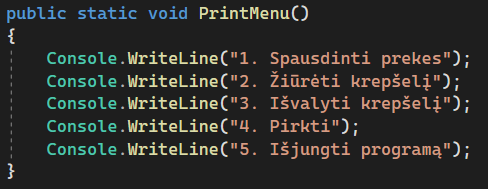 public static void PrintMenu()
{
    Console.WriteLine("1. Spausdinti prekes");
    Console.WriteLine("2. Žiūrėti krepšelį");
    Console.WriteLine("3. Išvalyti krepšelį");
    Console.WriteLine("4. Pirkti");
    Console.WriteLine("5. Išjungti programą");
}